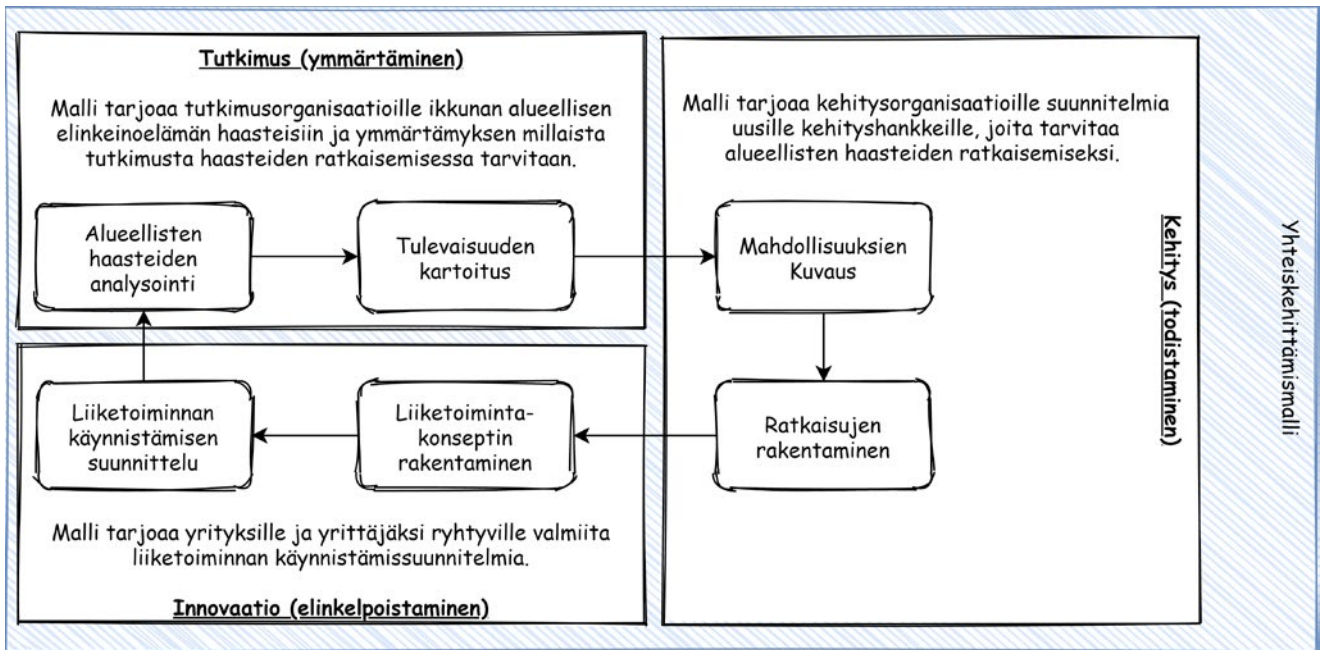 Tutkimus (ymmärtäminen)
Malli tarjoaa tutkimusorganisaatioille ikkunan alueellisen
elinkeinoelämän haasteisiin ja ymmärtämyksen millaista
tutkimusta haasteiden ratkaisemisessa tarvitaan.
Alueellisten
haasteiden
analysointi
Tulevaisuuden
kartoitus
Malli tarjoaa kehitysorganisaatioille suunnitelmia
uusille kehityshankkeille, joita tarvitaa
alueellisten haasteiden ratkaisemiseksi.
Mahdollisuuksien
Kuvaus
Ratkaisujen
rakentaminen
Kehitys (todistaminen)
Liiketoiminta-
konseptin
rakentaminen
Liiketoiminnan
käynnistämisen
suunnittelu
Malli tarjoaa yrityksille ja yrittäjäksi ryhtyville valmiita
liiketoiminnan käynnistämissuunnitelmia.
Innovaatio (elinkelpoistaminen)
Yhteiskehittämismalli